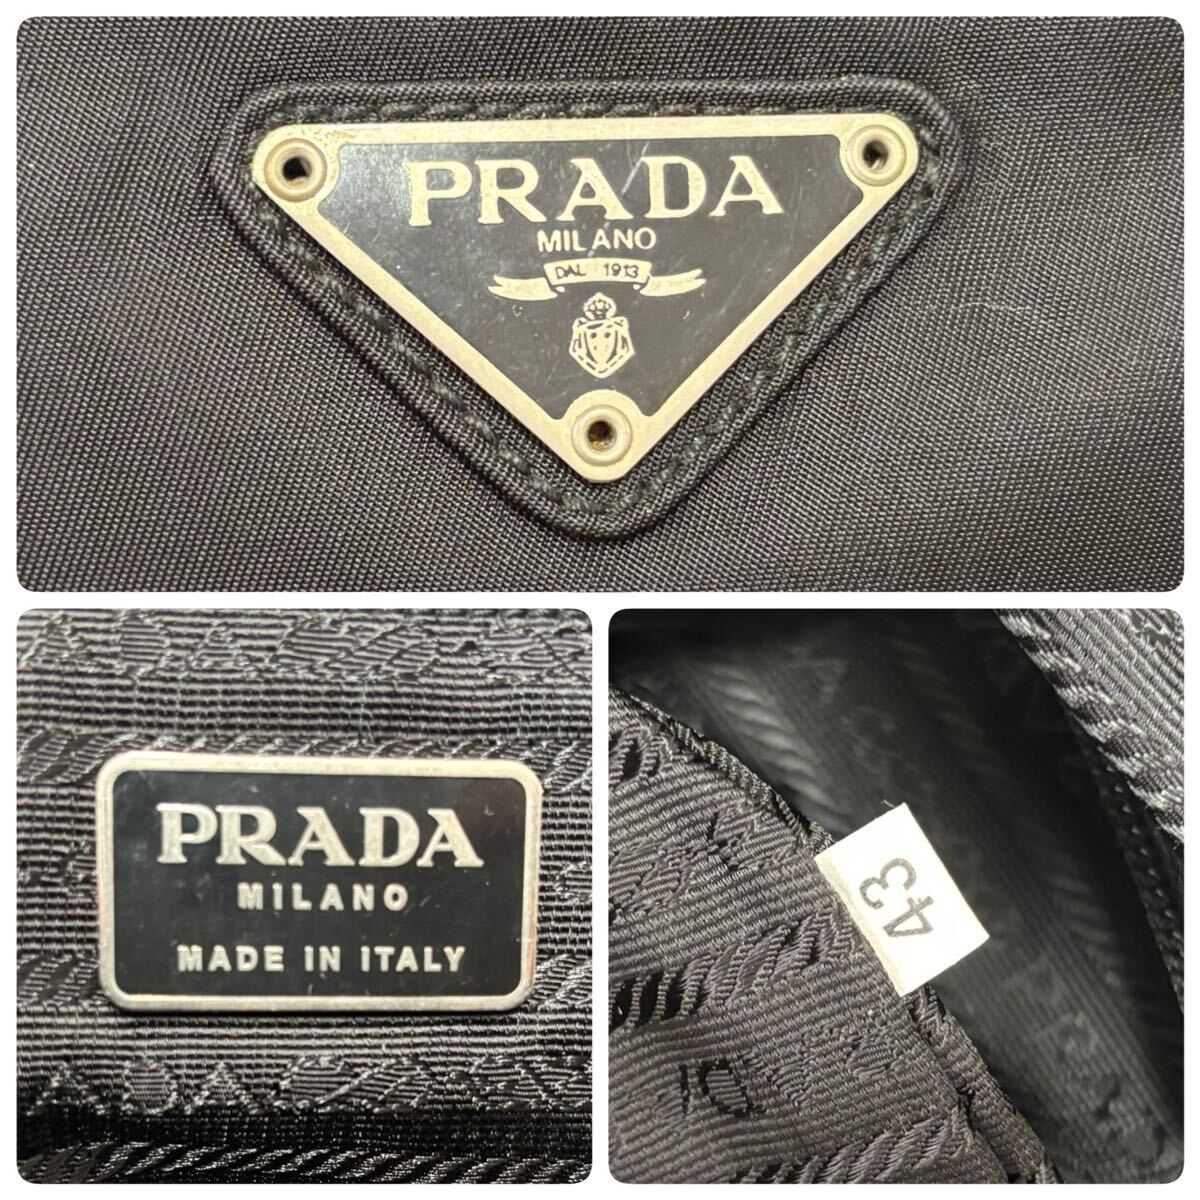 PRADA
MILANO
DAL 1913
PRADA
MILANO
MADE IN ITALY
43